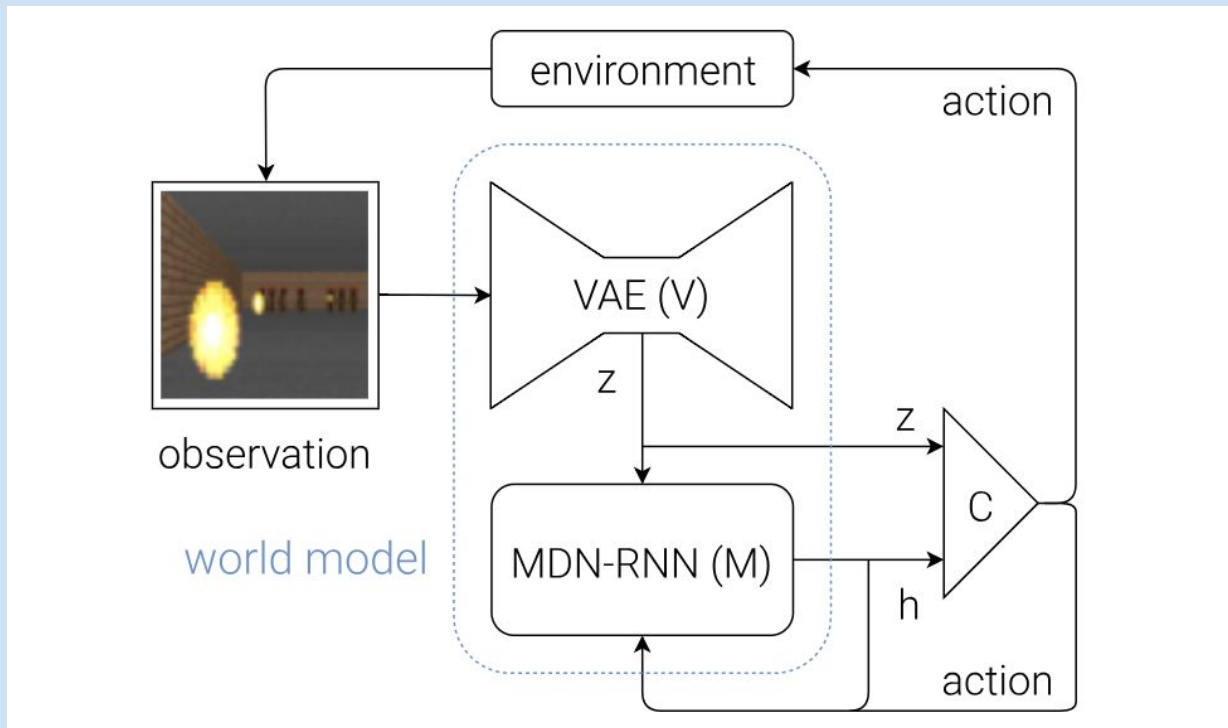 environment
action
VAE (V)
z
z
observation
C
world model
MDN-RNN (M)
h
action